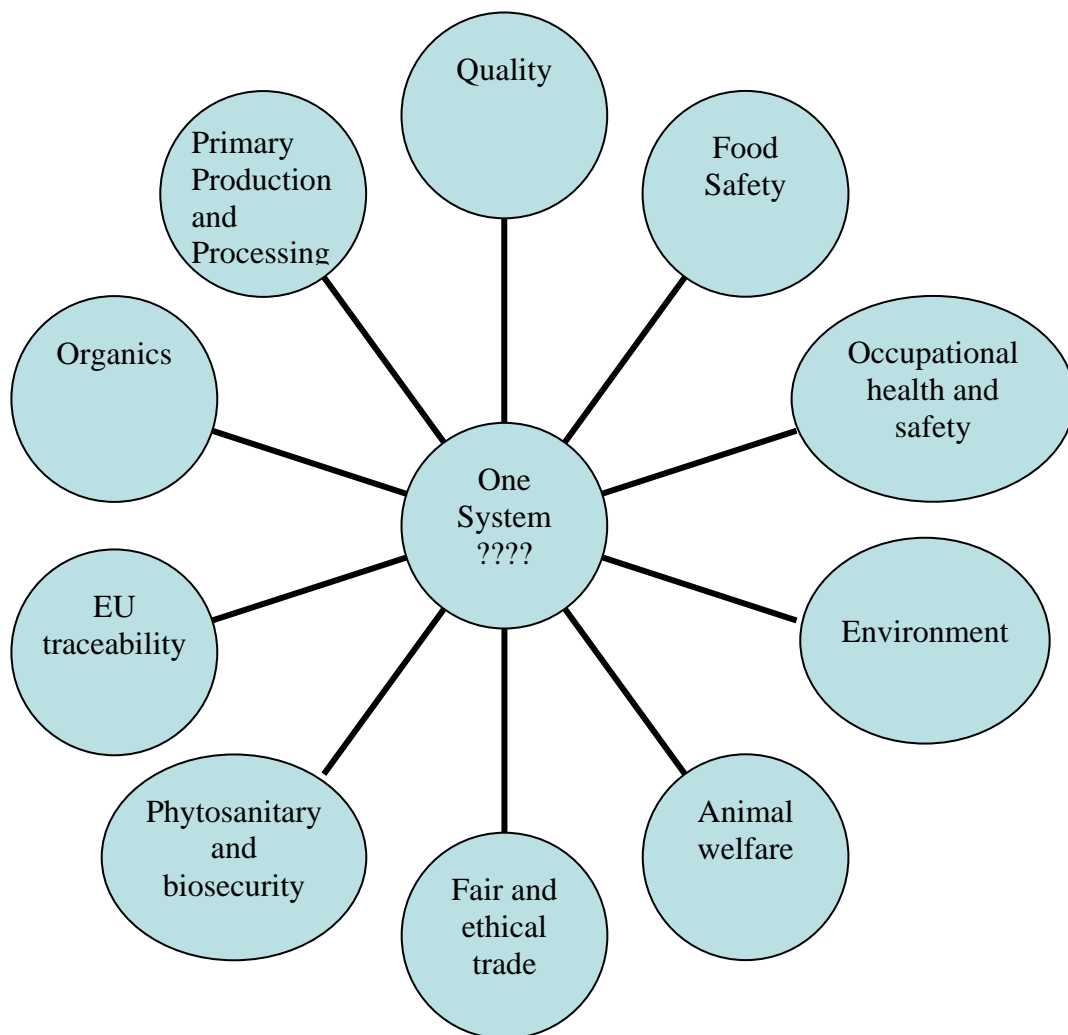 Quality
Food
Safety
Occupational
health and
safety
Environment
Animal
welfare
Fair and
ethical
trade
Phytosanitary
and
biosecurity
EU
traceability
Organics
Primary
Production
and
Processing
One
System
????